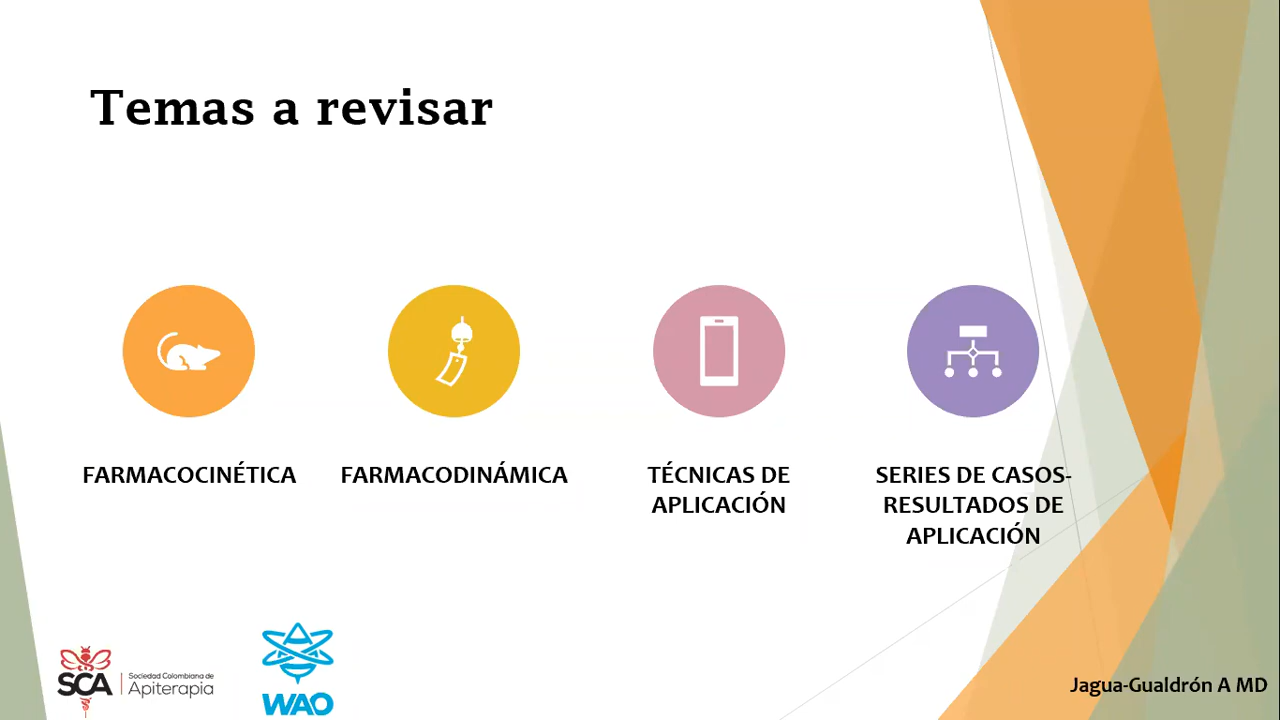 Temas a revisar
FARMACOCINÉTICA
FARMACODINÁMICA
TÉCNICAS DE
APLICACIÓN
SERIES DE CASOS-
RESULTADOS DE
APLICACIÓN
SCA
Sociedad Colombiana de
Apiterapia
WAO
Jagua-Gualdrón A MD